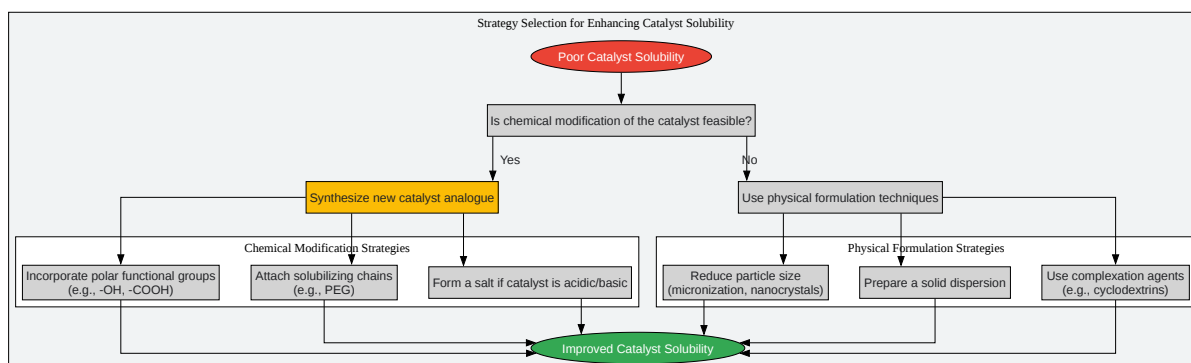 Strategy Selection for Enhancing Catalyst Solubility
Poor Catalyst Solubility
Is chemical modification of the catalyst feasible?
Yes
No
Synthesize new catalyst analogue
Use physical formulation techniques
Chemical Modification Strategies
Incorporate polar functional groups
(e.g., -OH, -COOH)
Attach solubilizing chains
(e.g., PEG)
Form a salt if catalyst is acidic/basic
Physical Formulation Strategies
Reduce particle size
(micronization, nanocrystals)
Prepare a solid dispersion
Use complexation agents
(e.g., cyclodextrins)
Improved Catalyst Solubility